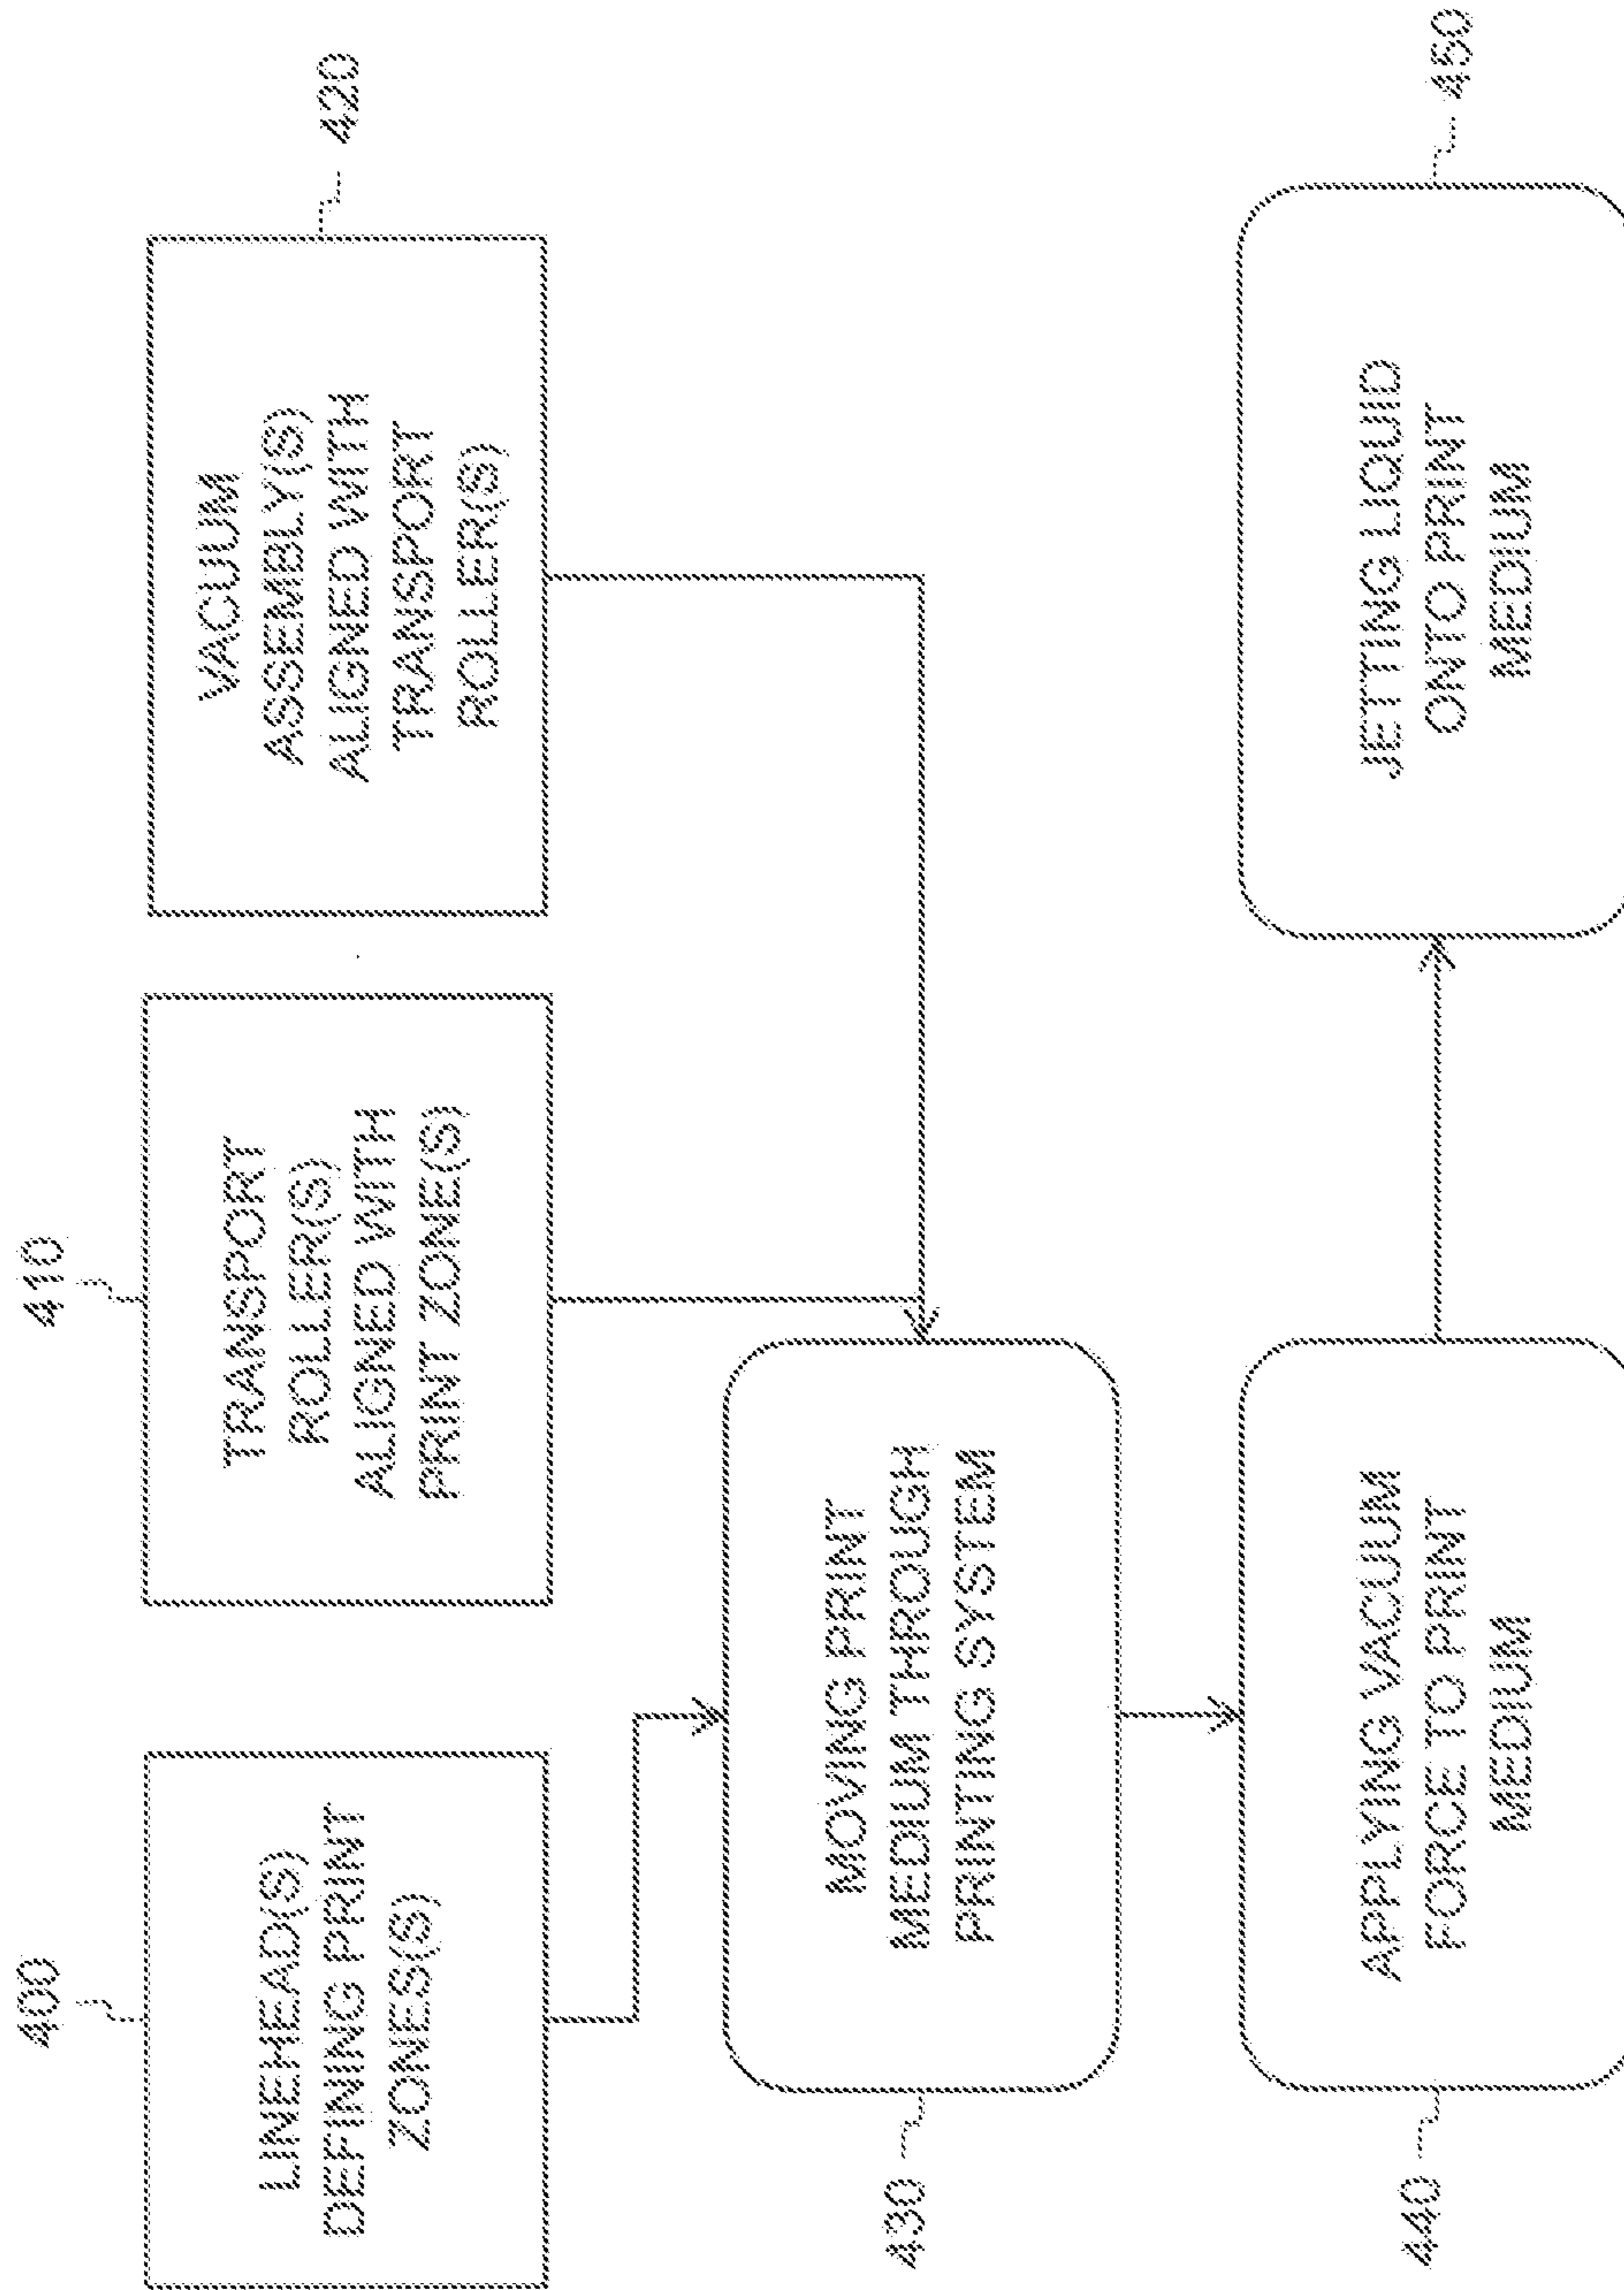 400
LINEHEAD(S)
DEFINING PRINT
ZONES(S)
410
TRANSPORT
ROLLER(S)
ALIGNED WITH
PRINT ZONE(S)
420
VACUUM
ASSEMBLY(S)
ALIGNED WITH
TRANSPORT
ROLLER(S)
430
MOVING PRINT
MEDIUM THROUGH
PRINTING SYSTEM
440
APPLYING VACUUM
FORCE TO PRINT
MEDIUM
450
JETTING LIQUID
ONTO PRINT
MEDIUM